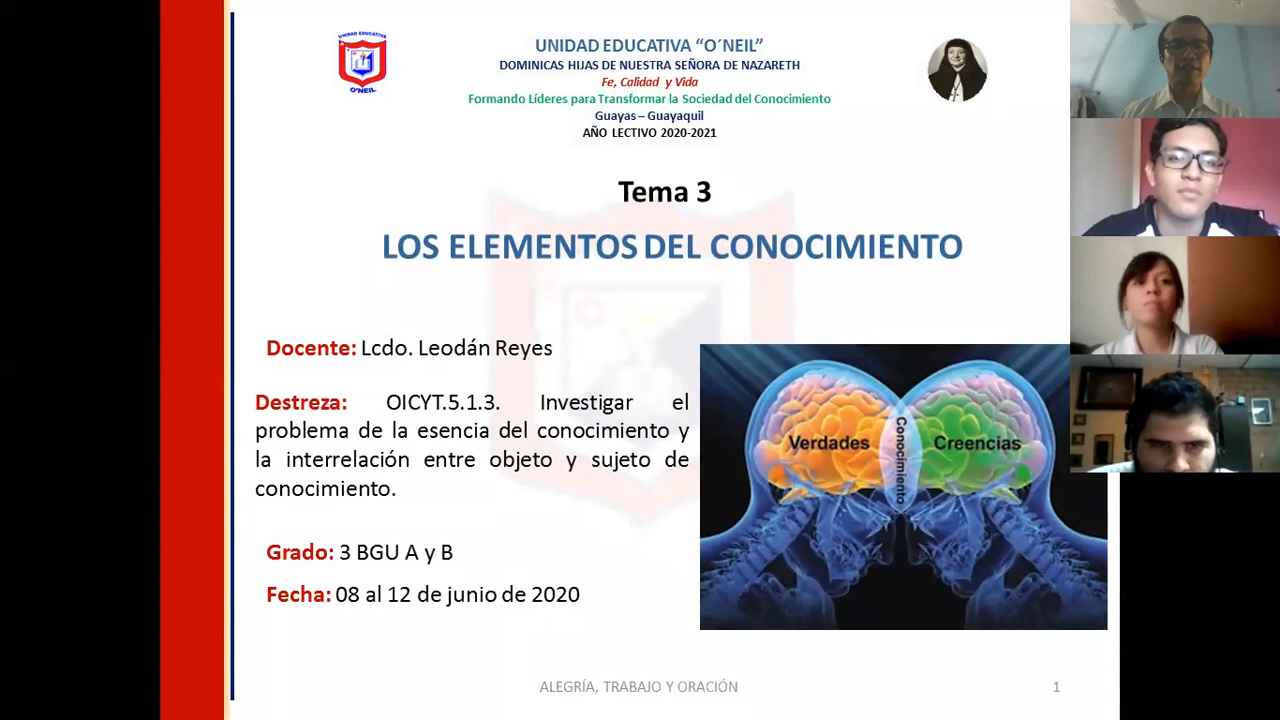 UNIDAD EDUCATIVA
O´NEIL
UNIDAD EDUCATIVA “O´NEIL”
DOMINICAS HIJAS DE NUESTRA SEÑORA DE NAZARETH
Fe, Calidad y Vida
Formando Líderes para Transformar la Sociedad del Conocimiento
Guayas – Guayaquil
AÑO LECTIVO 2020-2021
Tema 3
LOS ELEMENTOS DEL CONOCIMIENTO
Docente: Lcdo. Leodán Reyes
Destreza: OICYT.5.1.3. Investigar el
problema de la esencia del conocimiento y
la interrelación entre objeto y sujeto de
conocimiento.
Verdades
Conocimiento
Creencias
Grado: 3 BGU A y B
Fecha: 08 al 12 de junio de 2020
ALEGRÍA, TRABAJO Y ORACIÓN
1